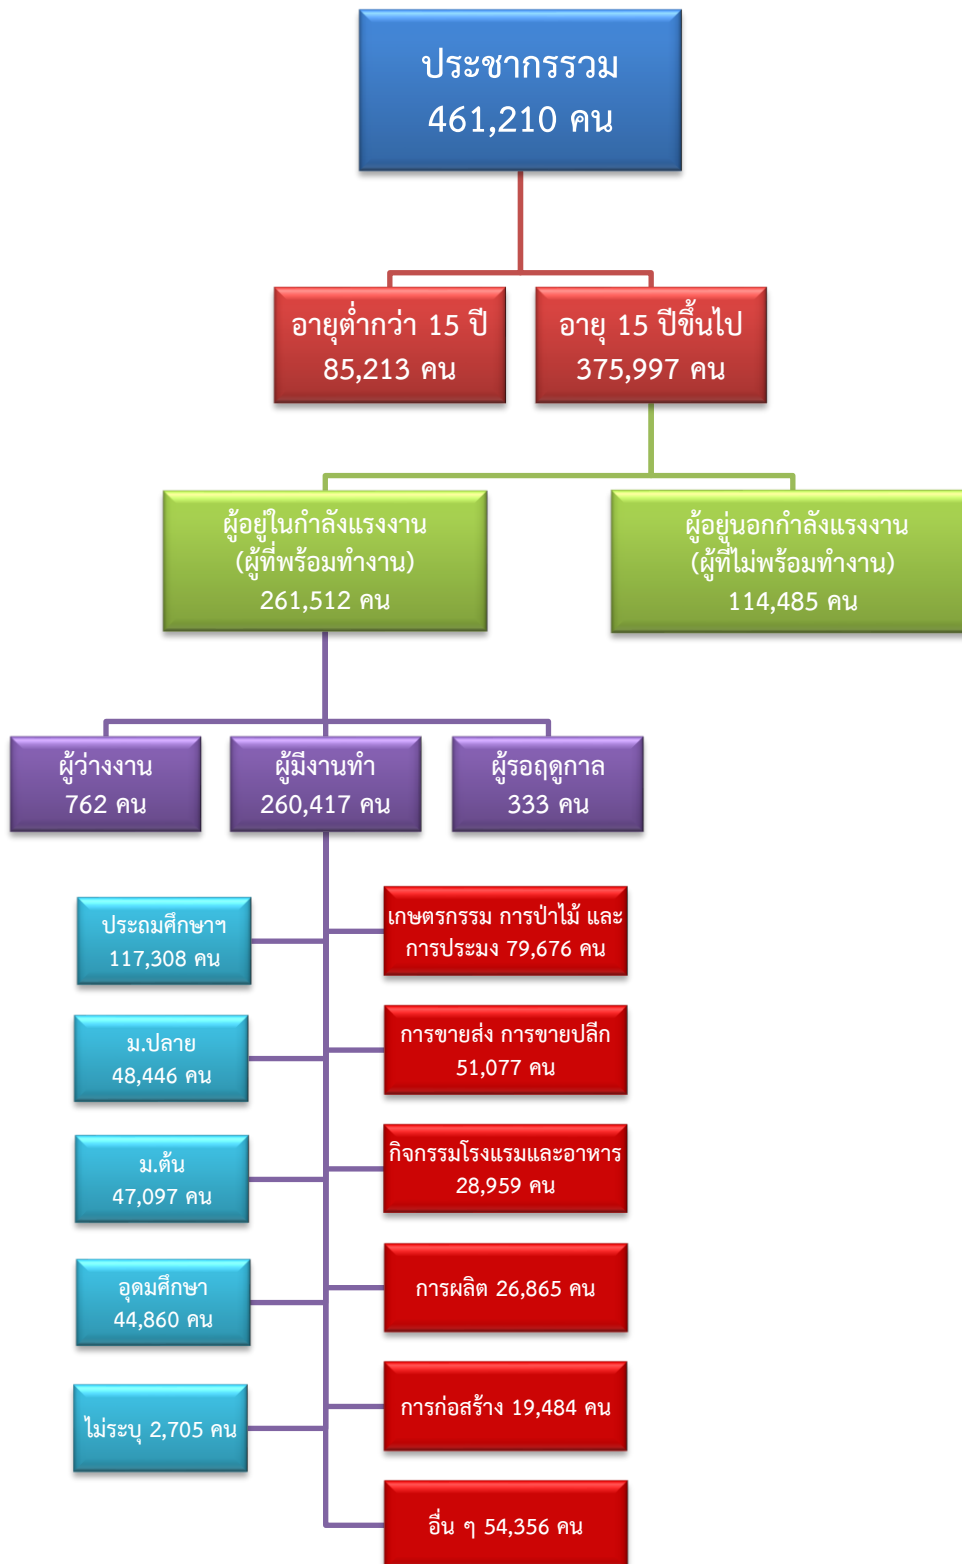 ประชากรรวม
461,210 คน
อายุต่ำกว่า 15 ปี
85,213 คน
อายุ 15 ปีขึ้นไป
375,997 คน
ผู้อยู่ในกำลังแรงงาน
(ผู้ที่พร้อมทำงาน)
261,512 คน
ผู้อยู่นอกกำลังแรงงาน
(ผู้ที่ไม่พร้อมทำงาน)
114,485 คน
ผู้ว่างงาน
762 คน
ผู้มีงานทำ
260,417 คน
ผู้รอฤดูกาล
333 คน
ประถมศึกษาฯ
117,308 คน
ม.ปลาย
48,446 คน
ม.ต้น
47,097 คน
อุดมศึกษา
44,860 คน
ไม่ระบุ 2,705 คน
เกษตรกรรม การป่าไม้ และ
การประมง 79,676 คน
การขายส่ง การขายปลีก
51,077 คน
กิจกรรมโรงแรมและอาหาร
28,959 คน
การผลิต 26,865 คน
การก่อสร้าง 19,484 คน
อื่น ๆ 54,356 คน